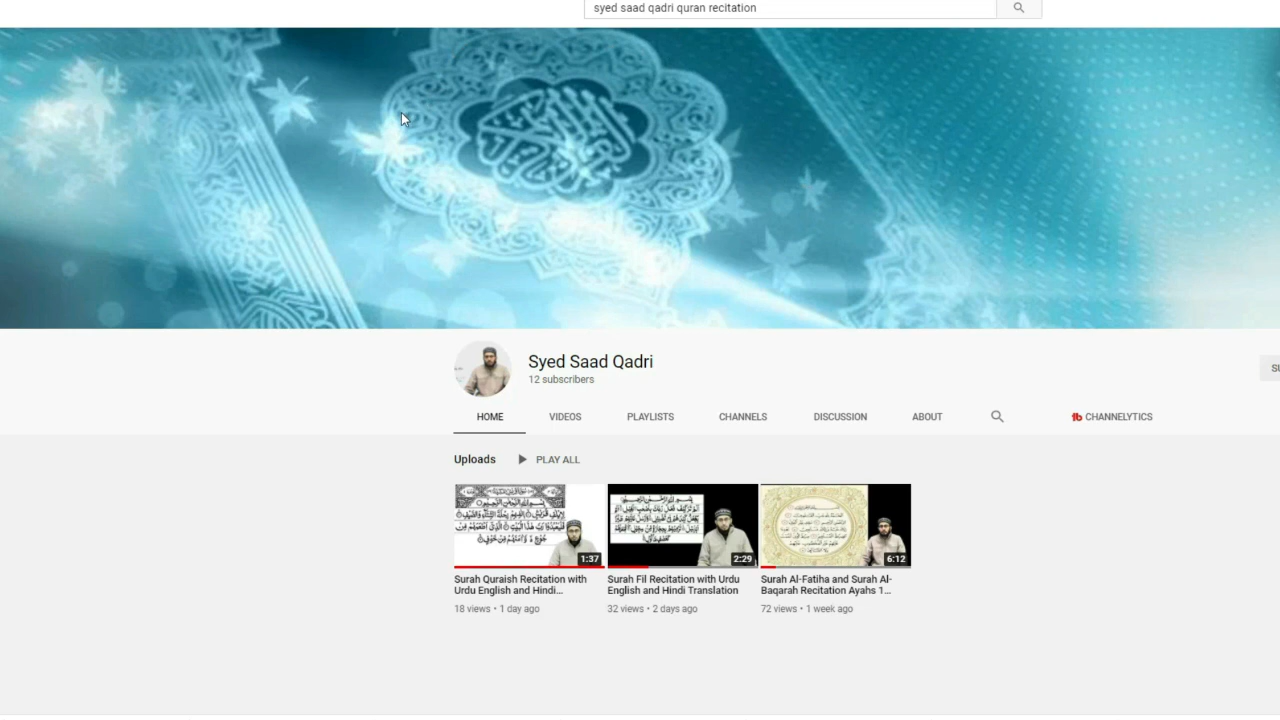 syed saad qadri quran recitation
Syed Saad Qadri
12 subscribers
HOME VIDEOS PLAYLISTS CHANNELS DISCUSSION ABOUT CHANNELYTICS
Uploads PLAY ALL
1:37 2:29 6:12
Surah Quraish Recitation with
Urdu English and Hindi...
18 views • 1 day ago
Surah Fil Recitation with Urdu
English and Hindi Translation
32 views • 2 days ago
Surah Al-Fatiha and Surah Al-
Baqarah Recitation Ayahs 1...
72 views • 1 week ago